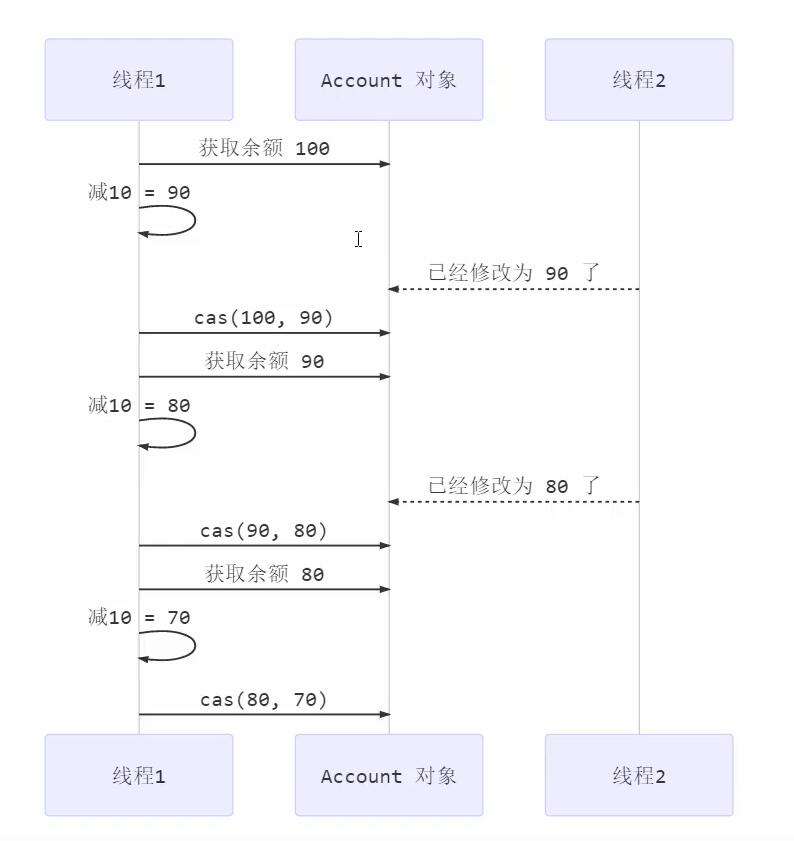 线程1
Account 对象
线程2
获取余额 100
减10 = 90
已经修改为 90 了
cas(100, 90)
获取余额 90
减10 = 80
已经修改为 80 了
cas(90, 80)
获取余额 80
减10 = 70
cas(80, 70)
线程1
Account 对象
线程2